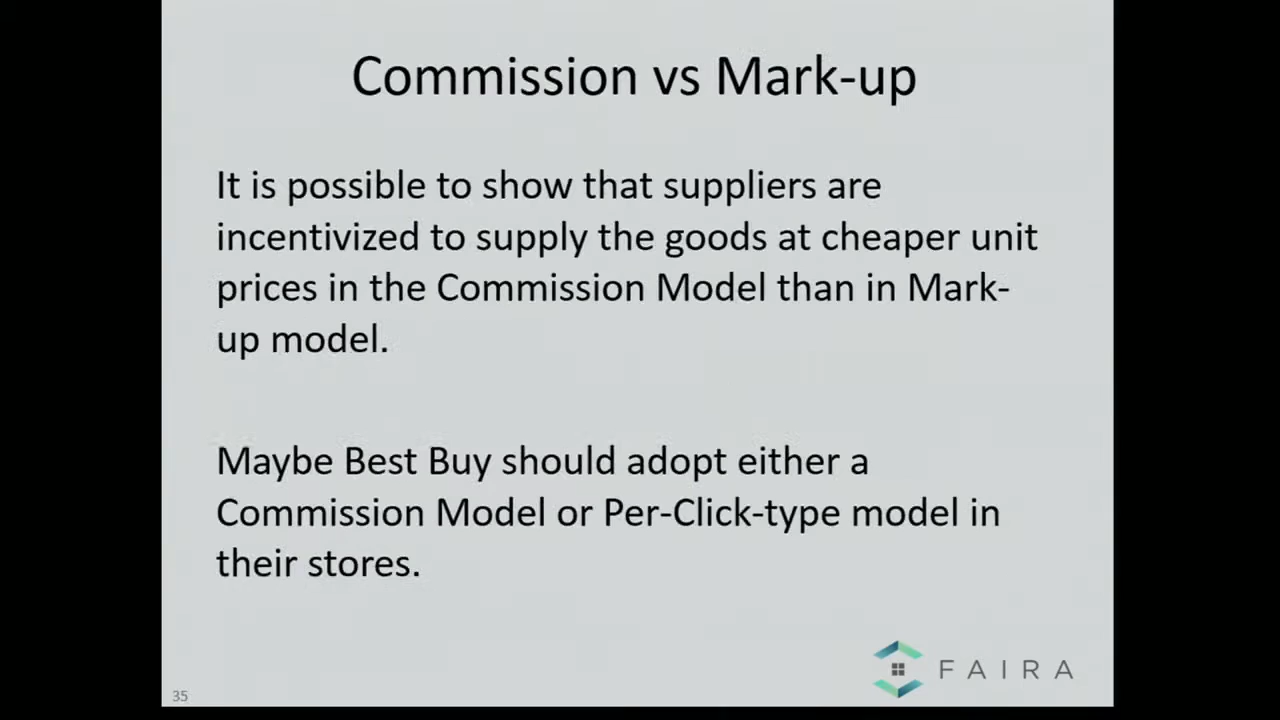 Commission vs Mark-up
It is possible to show that suppliers are
incentivized to supply the goods at cheaper unit
prices in the Commission Model than in Mark-
up model.
Maybe Best Buy should adopt either a
Commission Model or Per-Click-type model in
their stores.
FAIRA
35